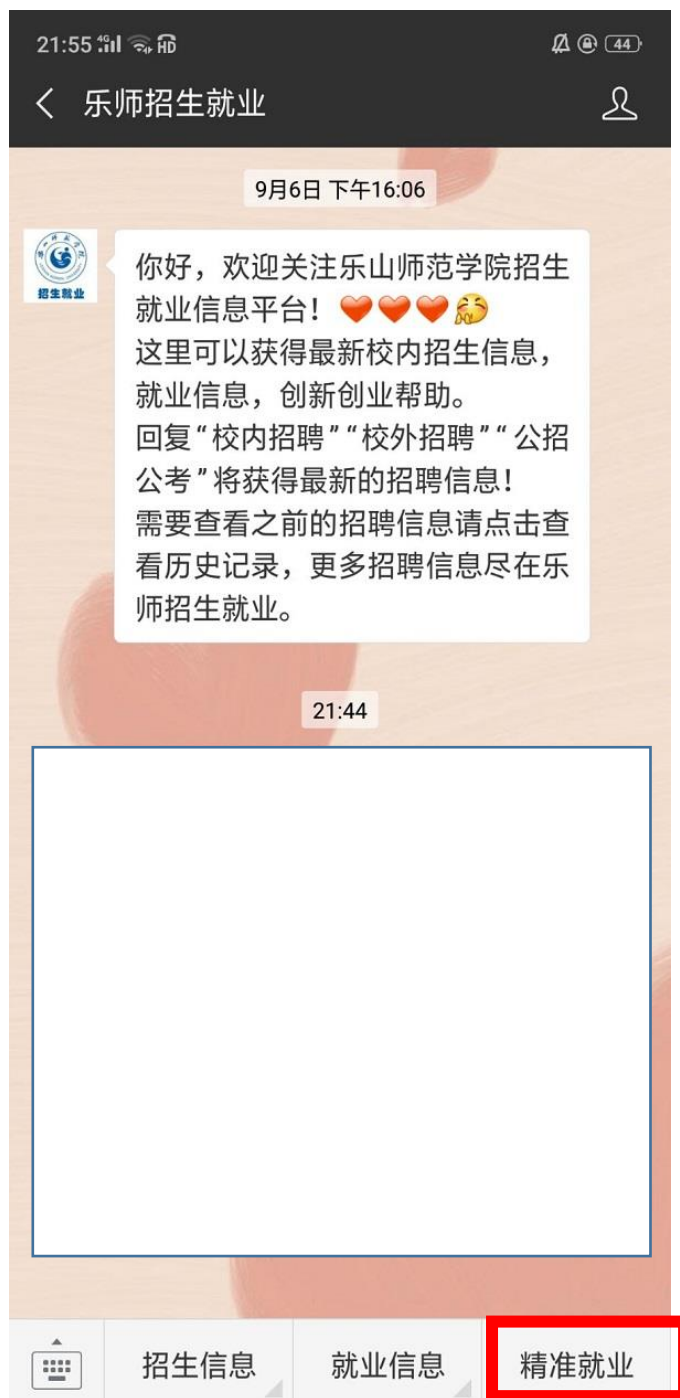 21:55 4G HD 44
乐师招生就业
9月6日 下午16:06
招生就业
你好，欢迎关注乐山师范学
院招生
就业信息平台！
这里可以获得最新校内招生信息，
就业信息，创新创业帮助。
回复“校内招聘”“校外招聘”“公招
公考”将获得最新的招聘信息！
需要查看之前的招聘信息请点击查
看历史记录，更多招聘信息尽在乐
师招生就业。
21:44
招生信息
就业信息
精准就业